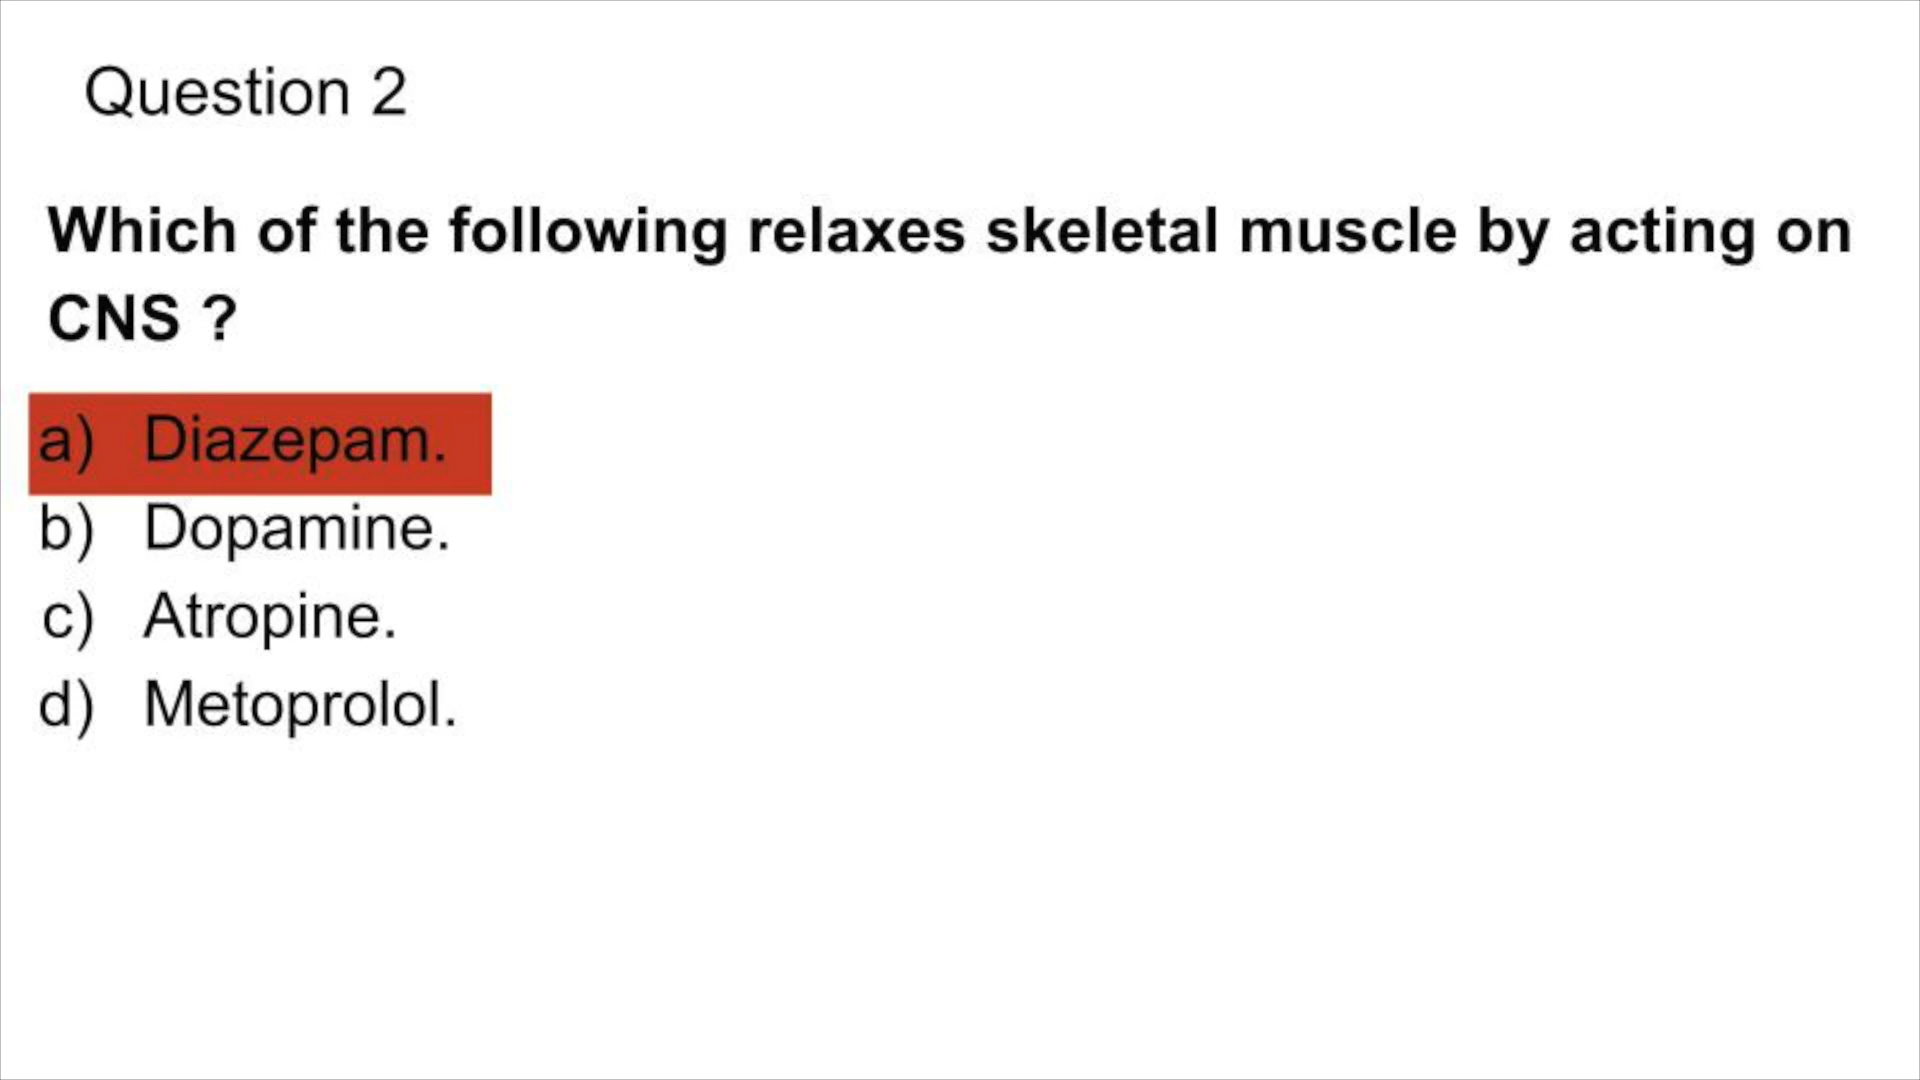 Question 2
Which of the following relaxes skeletal muscle by acting on
CNS ?
a) Diazepam.
b) Dopamine.
c) Atropine.
d) Metoprolol.